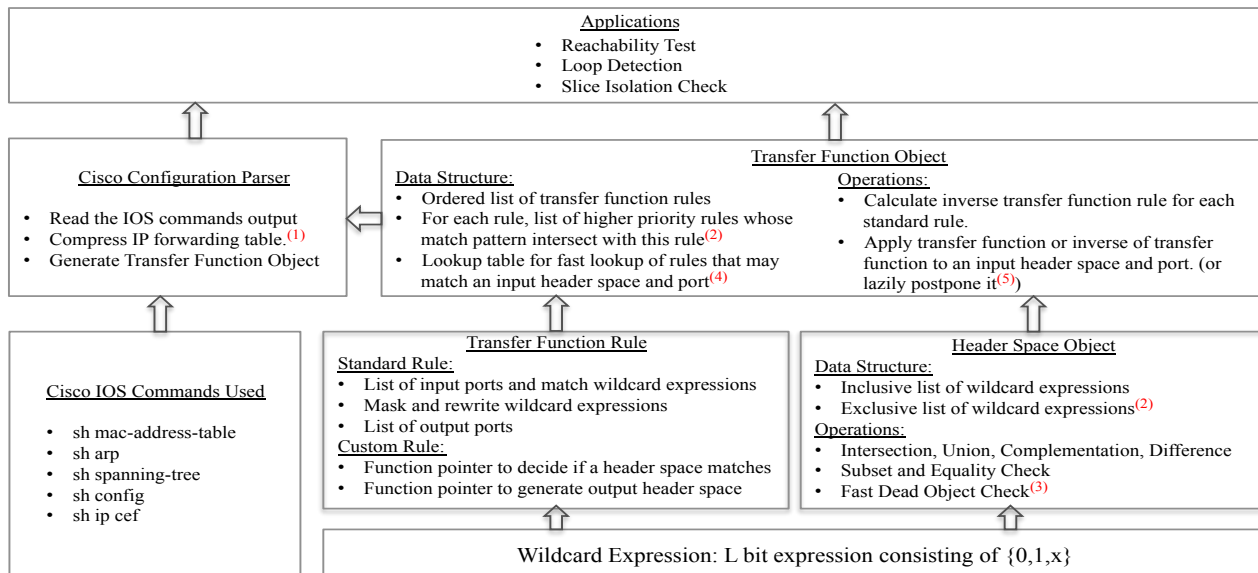 Applications
• Reachability Test
• Loop Detection
• Slice Isolation Check
Cisco Configuration Parser
• Read the IOS commands output
• Compress IP forwarding table.(1)
• Generate Transfer Function Object
Transfer Function Object
Data Structure:
• Ordered list of transfer function rules
• For each rule, list of higher priority rules whose
match pattern intersect with this rule(2)
• Lookup table for fast lookup of rules that may
match an input header space and port(4)
Operations:
• Calculate inverse transfer function rule for each
standard rule.
• Apply transfer function or inverse of transfer
function to an input header space and port. (or
lazily postpone it(5))
Cisco IOS Commands Used
• sh mac-address-table
• sh arp
• sh spanning-tree
• sh config
• sh ip cef
Transfer Function Rule
Standard Rule:
• List of input ports and match wildcard expressions
• Mask and rewrite wildcard expressions
• List of output ports
Custom Rule:
• Function pointer to decide if a header space matches
• Function pointer to generate output header space
Header Space Object
Data Structure:
• Inclusive list of wildcard expressions
• Exclusive list of wildcard expressions(2)
Operations:
• Intersection, Union, Complementation, Difference
• Subset and Equality Check
• Fast Dead Object Check(3)
Wildcard Expression: L bit expression consisting of {0,1,x}